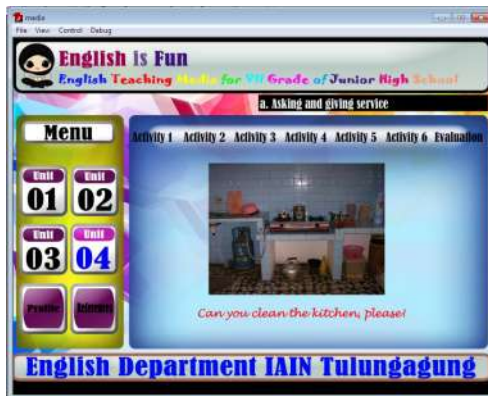 media
File View Control Debug
English is Fun
English Teaching Media for VII Grade of Junior High School
a. Asking and giving service
Menu
Activity 1 Activity 2 Activity 3 Activity 4 Activity 5 Activity 6 Evaluation
Unit 01
Unit 02
Unit 03
Unit 04
Profile
Can you clean the kitchen, please!
English Department IAIN Tulungagung